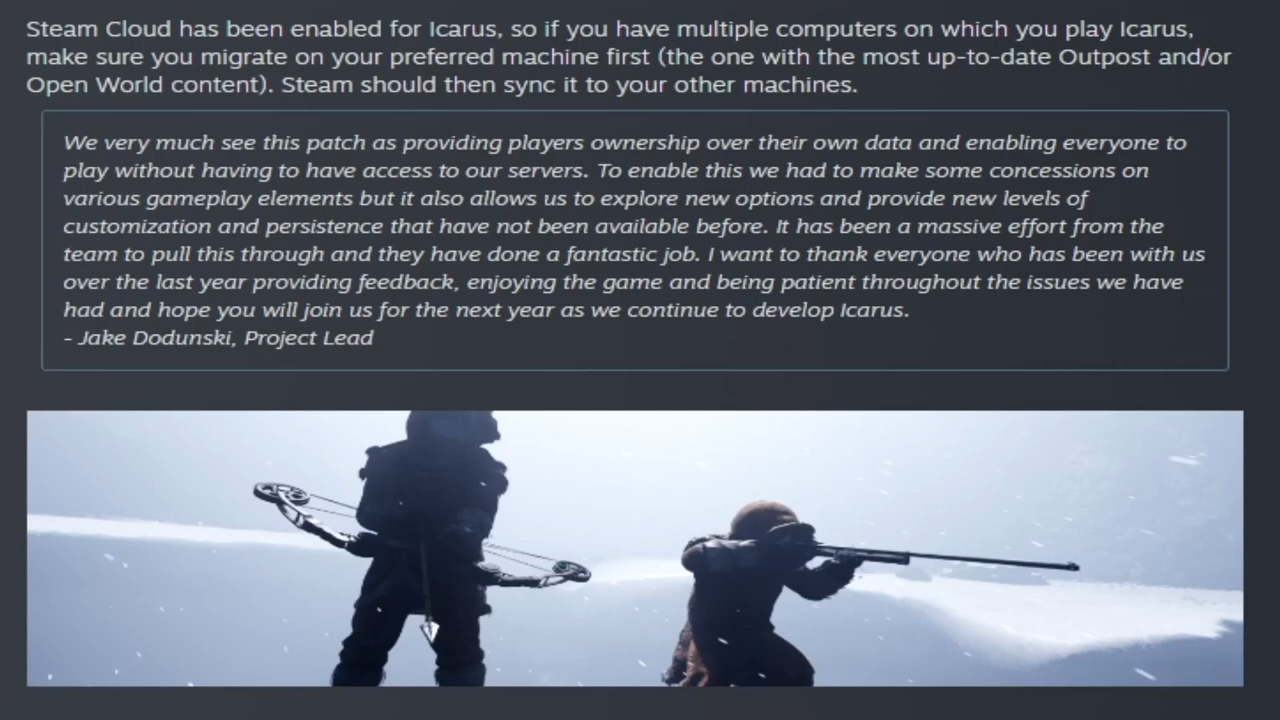 Steam Cloud has been enabled for Icarus, so if you have multiple computers on which you play Icarus,
make sure you migrate on your preferred machine first (the one with the most up-to-date Outpost and/or
Open World content). Steam should then sync it to your other machines.
We very much see this patch as providing players ownership over their own data and enabling everyone to
play without having to have access to our servers. To enable this we had to make some concessions on
various gameplay elements but it also allows us to explore new options and provide new levels of
customization and persistence that have not been available before. It has been a massive effort from the
team to pull this through and they have done a fantastic job. I want to thank everyone who has been with us
over the last year providing feedback, enjoying the game and being patient throughout the issues we have
had and hope you will join us for the next year as we continue to develop Icarus.
- Jake Dodunski, Project Lead